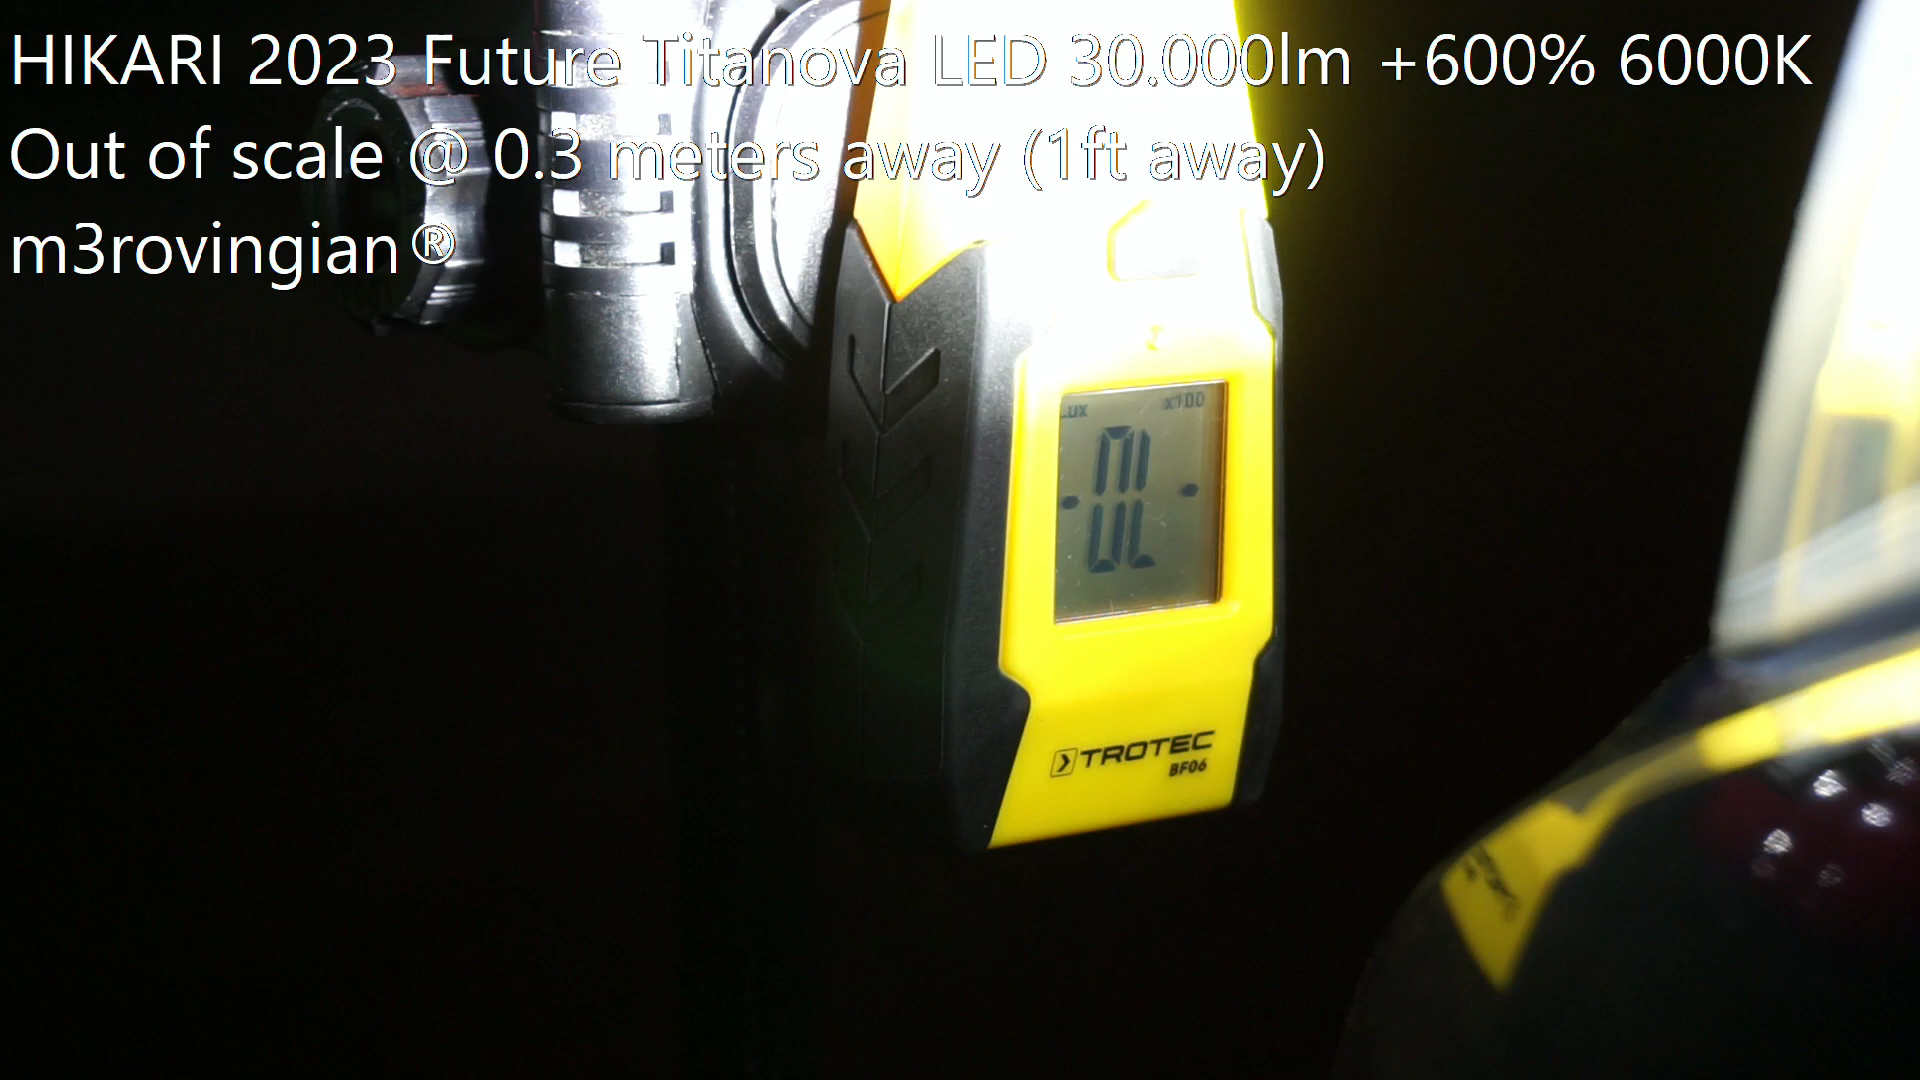 HIKARI 2023 Future Titanova LED 30.000lm +600% 6000K
Out of scale @ 0.3 meters away (1ft away)
m3rovingian®
Lux x100
OL
TROTEC
BF06